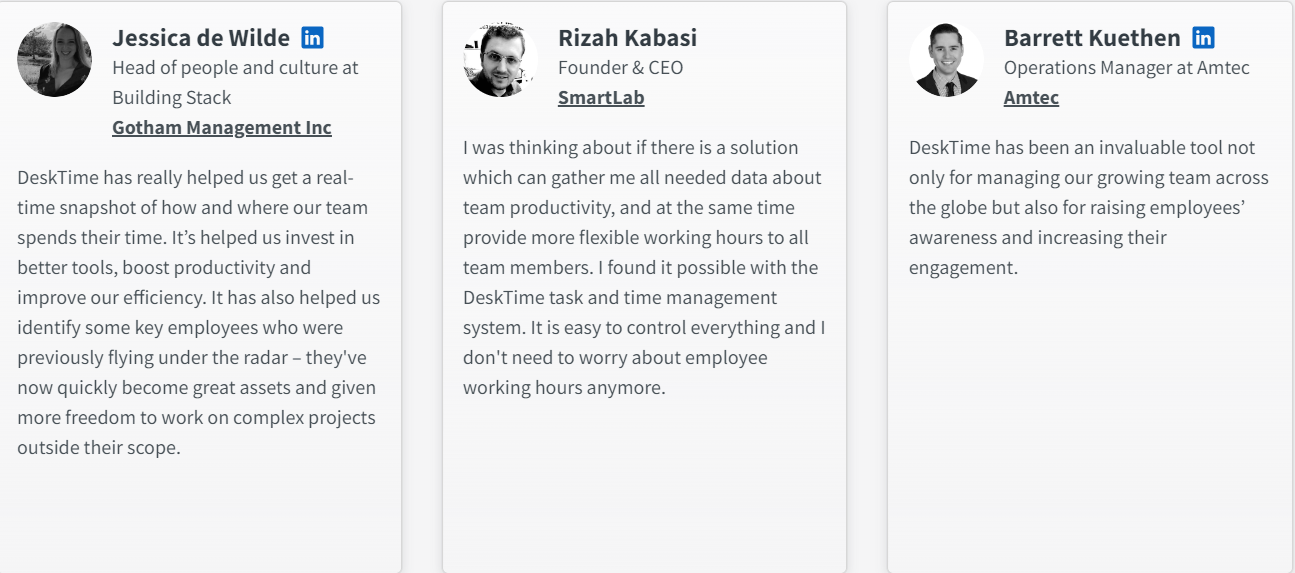 Jessica de Wilde in
Head of people and culture at
Building Stack
Gotham Management Inc
DeskTime has really helped us get a real-
time snapshot of how and where our team
spends their time. It’s helped us invest in
better tools, boost productivity and
improve our efficiency. It has also helped us
identify some key employees who were
previously flying under the radar – they've
now quickly become great assets and given
more freedom to work on complex projects
outside their scope.
Rizah Kabasi
Founder & CEO
SmartLab
I was thinking about if there is a solution
which can gather me all needed data about
team productivity, and at the same time
provide more flexible working hours to all
team members. I found it possible with the
DeskTime task and time management
system. It is easy to control everything and I
don't need to worry about employee
working hours anymore.
Barrett Kuethen in
Operations Manager at Amtec
Amtec
DeskTime has been an invaluable tool not
only for managing our growing team across
the globe but also for raising employees’
awareness and increasing their
engagement.